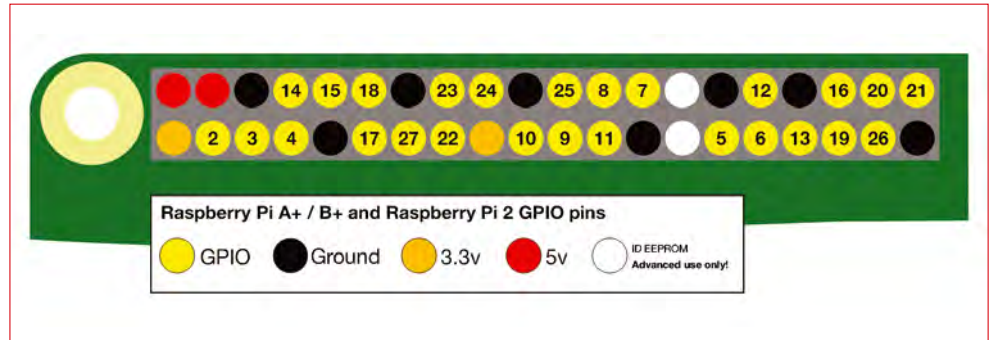 14 15 18 23 24 25 8 7 12 16 20 21
2 3 4 17 27 22 10 9 11 5 6 13 19 26
Raspberry Pi A+ / B+ and Raspberry Pi 2 GPIO pins
GPIO Ground 3.3v 5v ID EEPROM
Advanced use only!